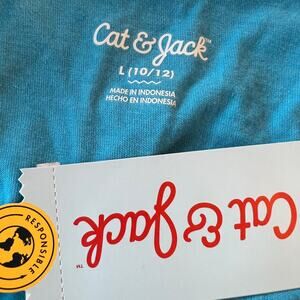 Cat & Jack™
L (10/12)
MADE IN INDONESIA
HECHO EN INDONESIA
Cat & Jack™
RESPONSIBLE